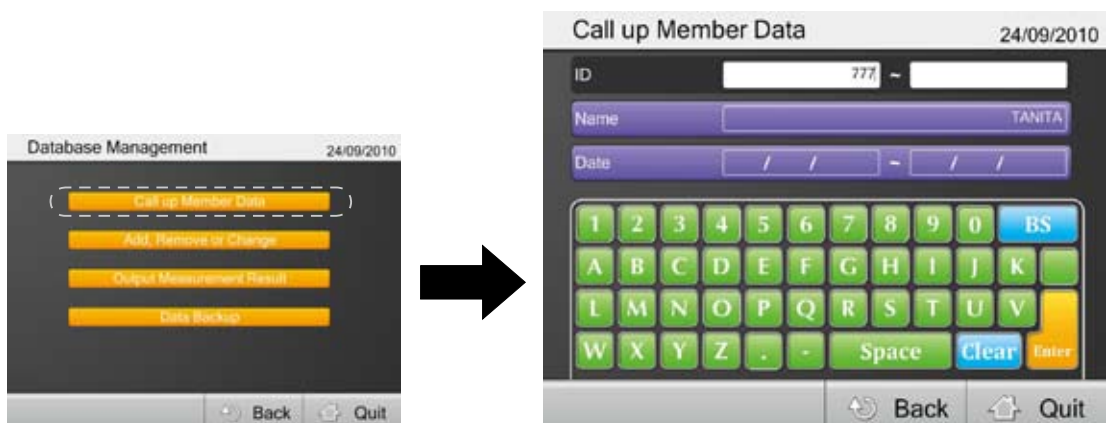 Database Management 24/09/2010
Call up Member Data
Add, Remove or Change
Output Measurement Result
Data Backup
Back Quit
Call up Member Data 24/09/2010
ID 777 ~
Name TANITA
Date / / ~ / /
1 2 3 4 5 6 7 8 9 0 BS
A B C D E F G H I J K
L M N O P Q R S T U V
W X Y Z . - Space Clear Enter
Back Quit